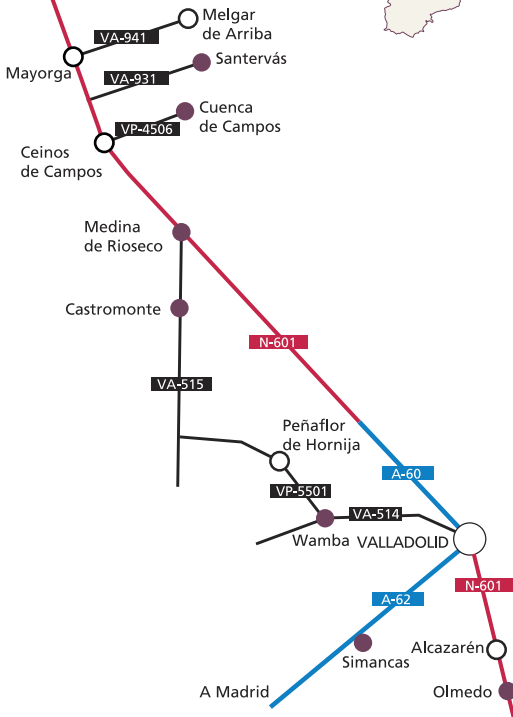 Melgar
de Arriba
VA-941
Santervás
Mayorga
VA-931
Cuenca
de Campos
VP-4506
Ceinos
de Campos
Medina
de Rioseco
Castromonte
N-601
VA-515
Peñaflor
de Hornija
A-60
VP-5501
VA-514
Wamba
VALLADOLID
N-601
A-62
Alcazarén
Simancas
A Madrid
Olmedo